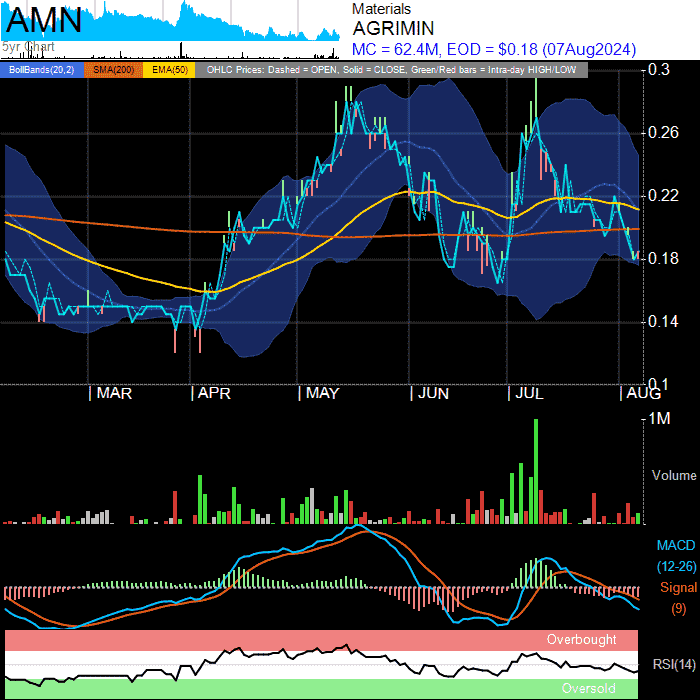 AMN
5yr Chart
Materials
AGRIMIN
MC = 62.4M, EOD = $0.18 (07Aug2024)
BollBands(20,2) SMA(200) EMA(50) OHLC Prices: Dashed = OPEN, Solid = CLOSE, Green/Red bars = Intra-day HIGH/LOW
0.3
0.26
0.22
0.18
0.14
0.1
MAR APR MAY JUN JUL AUG
1M
Volume
MACD
(12-26)
Signal
(9)
Overbought
RSI(14)
Oversold